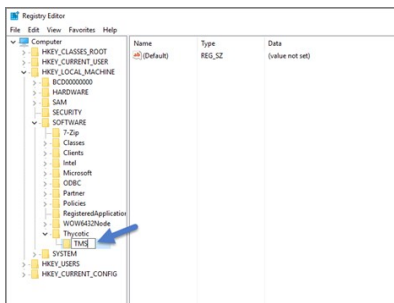 Registry Editor
File Edit View Favorites Help
Computer
HKEY_CLASSES_ROOT
HKEY_CURRENT_USER
HKEY_LOCAL_MACHINE
BCD00000000
HARDWARE
SAM
SECURITY
SOFTWARE
7-Zip
Classes
Clients
Intel
Microsoft
ODBC
Partner
Policies
RegisteredApplication
WOW6432Node
Thycotic
TMS
SYSTEM
HKEY_USERS
HKEY_CURRENT_CONFIG
Name Type Data
ab (Default) REG_SZ (value not set)